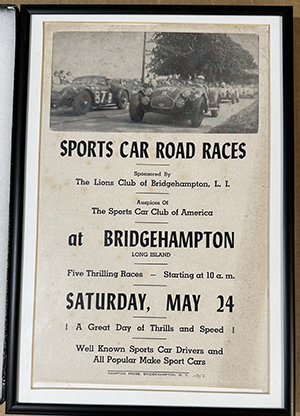 SPORTS CAR ROAD RACES
Sponsored By
The Lions Club of Bridgehampton, L. I.
Auspices Of
The Sports Car Club of America
at BRIDGEHAMPTON
LONG ISLAND
Five Thrilling Races — Starting at 10 a. m.
SATURDAY, MAY 24
! A Great Day of Thrills and Speed !
Well Known Sports Car Drivers and
All Popular Make Sport Cars
HAMPTON PRESS, BRIDGEHAMPTON, N. Y.
1952